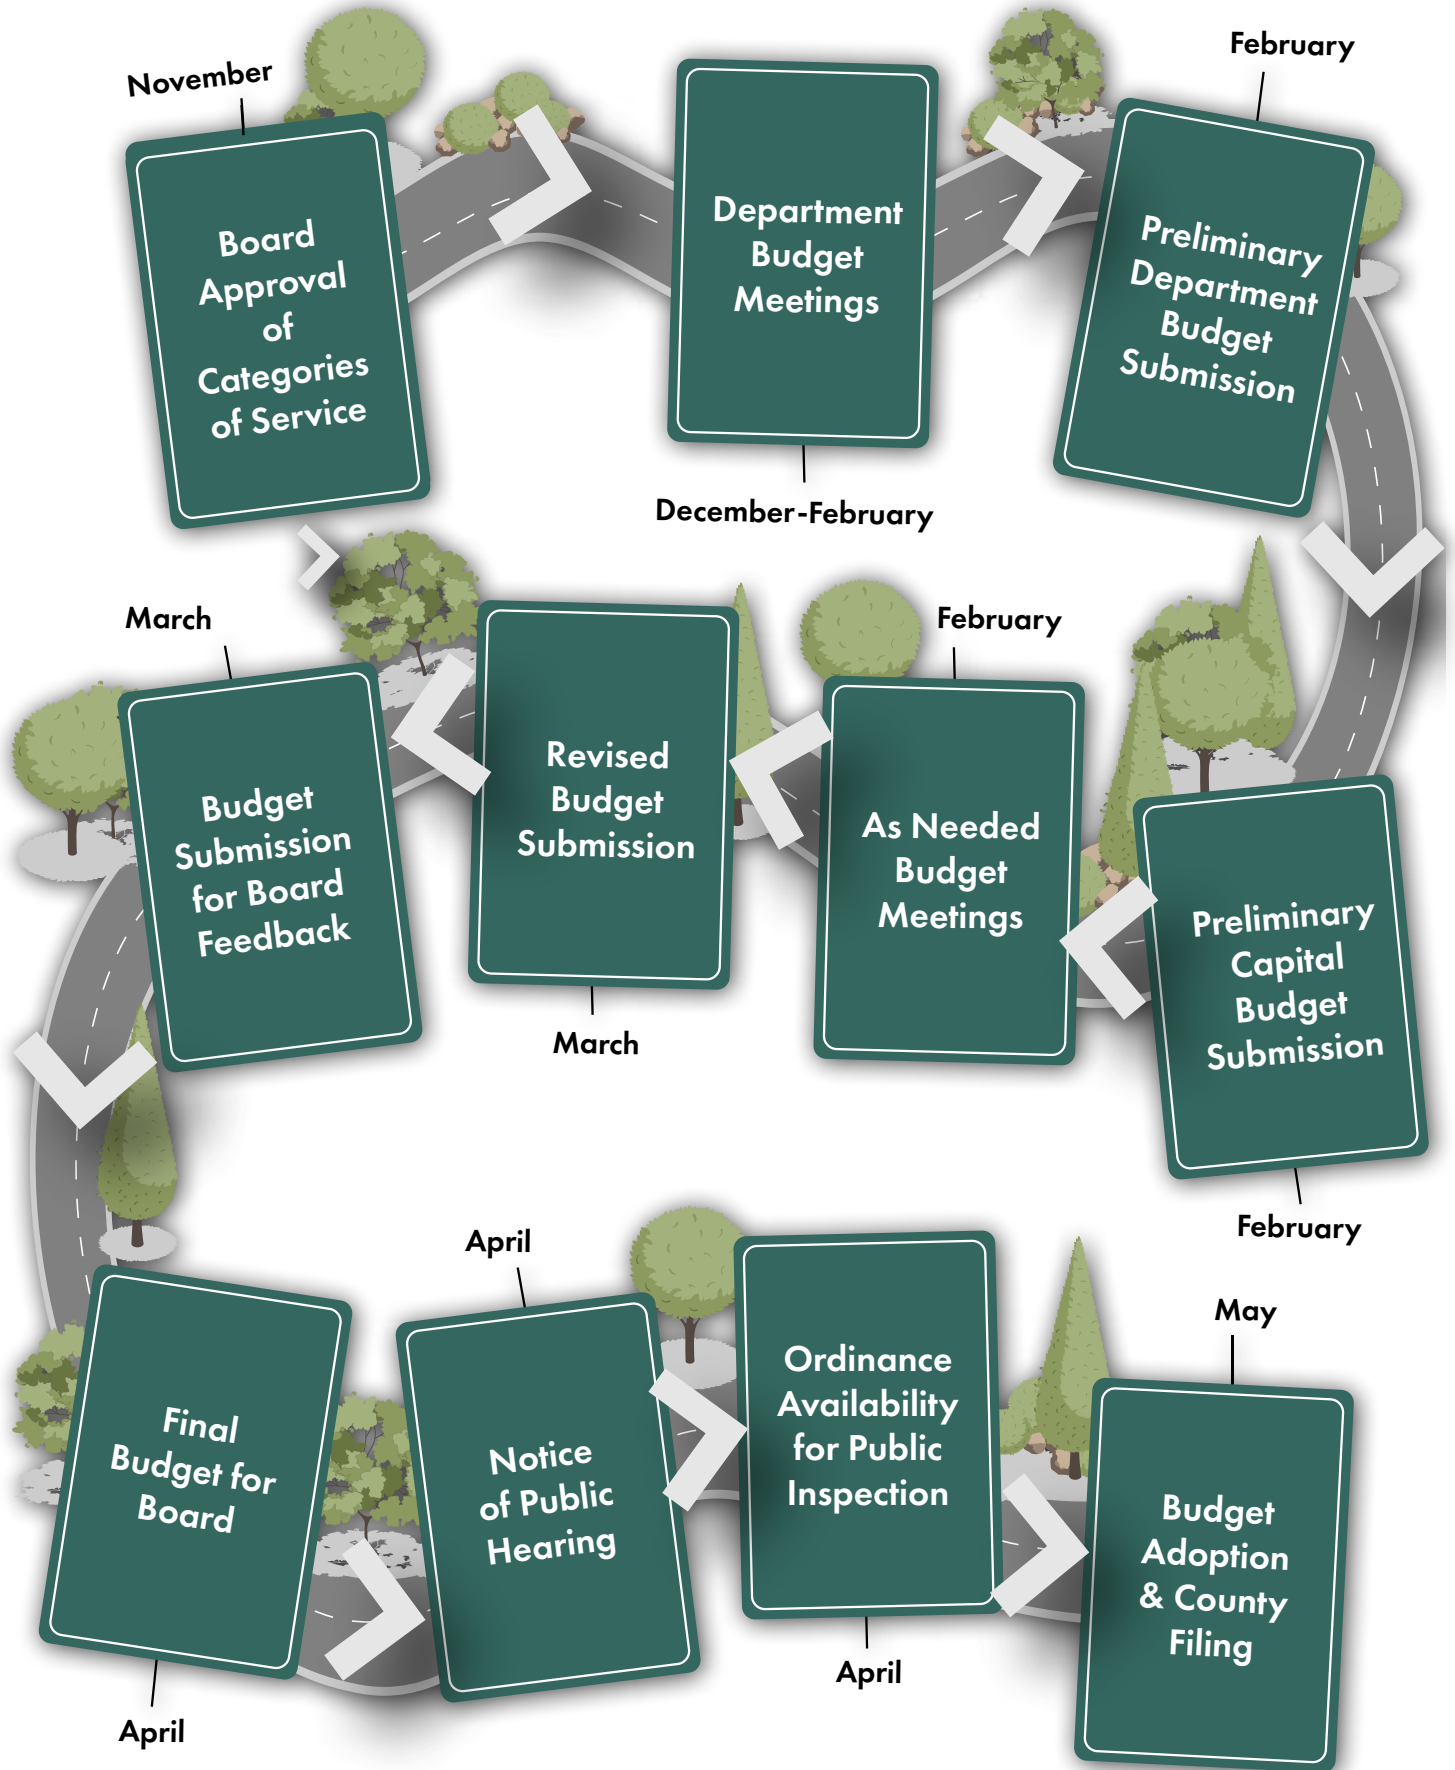 November
Board
Approval
of
Categories
of Service
Department
Budget
Meetings
December-February
February
Preliminary
Department
Budget
Submission
Preliminary
Capital
Budget
Submission
February
February
As Needed
Budget
Meetings
Revised
Budget
Submission
March
March
Budget
Submission
for Board
Feedback
Final
Budget for
Board
April
April
Notice
of Public
Hearing
Ordinance
Availability
for Public
Inspection
April
May
Budget
Adoption
& County
Filing